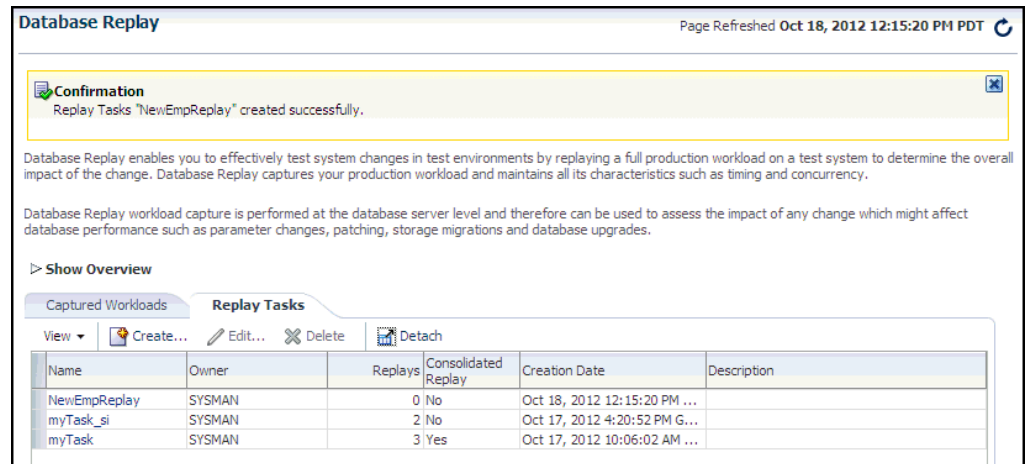 Database Replay
Page Refreshed Oct 18, 2012 12:15:20 PM PDT
Confirmation
Replay Tasks "NewEmpReplay" created successfully.
Database Replay enables you to effectively test system changes in test environments by replaying a full production workload on a test system to determine the overall
impact of the change. Database Replay captures your production workload and maintains all its characteristics such as timing and concurrency.
Database Replay workload capture is performed at the database server level and therefore can be used to assess the impact of any change which might affect
database performance such as parameter changes, patching, storage migrations and database upgrades.
Show Overview
Captured Workloads Replay Tasks
View Create... Edit... Delete Detach
Name Owner Replays Consolidated Replay Creation Date Description
NewEmpReplay SYSMAN 0 No Oct 18, 2012 12:15:20 PM ...
myTask_si SYSMAN 2 No Oct 17, 2012 4:20:52 PM G...
myTask SYSMAN 3 Yes Oct 17, 2012 10:06:02 AM ...